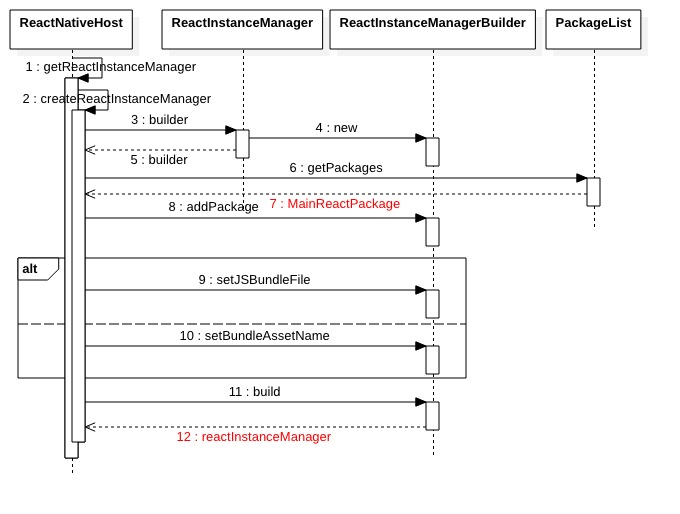 ReactNativeHost
ReactInstanceManager
ReactInstanceManagerBuilder
PackageList
1 : getReactInstanceManager
2 : createReactInstanceManager
3 : builder
4 : new
5 : builder
6 : getPackages
7 : MainReactPackage
8 : addPackage
alt
9 : setJSBundleFile
10 : setBundleAssetName
11 : build
12 : reactInstanceManager